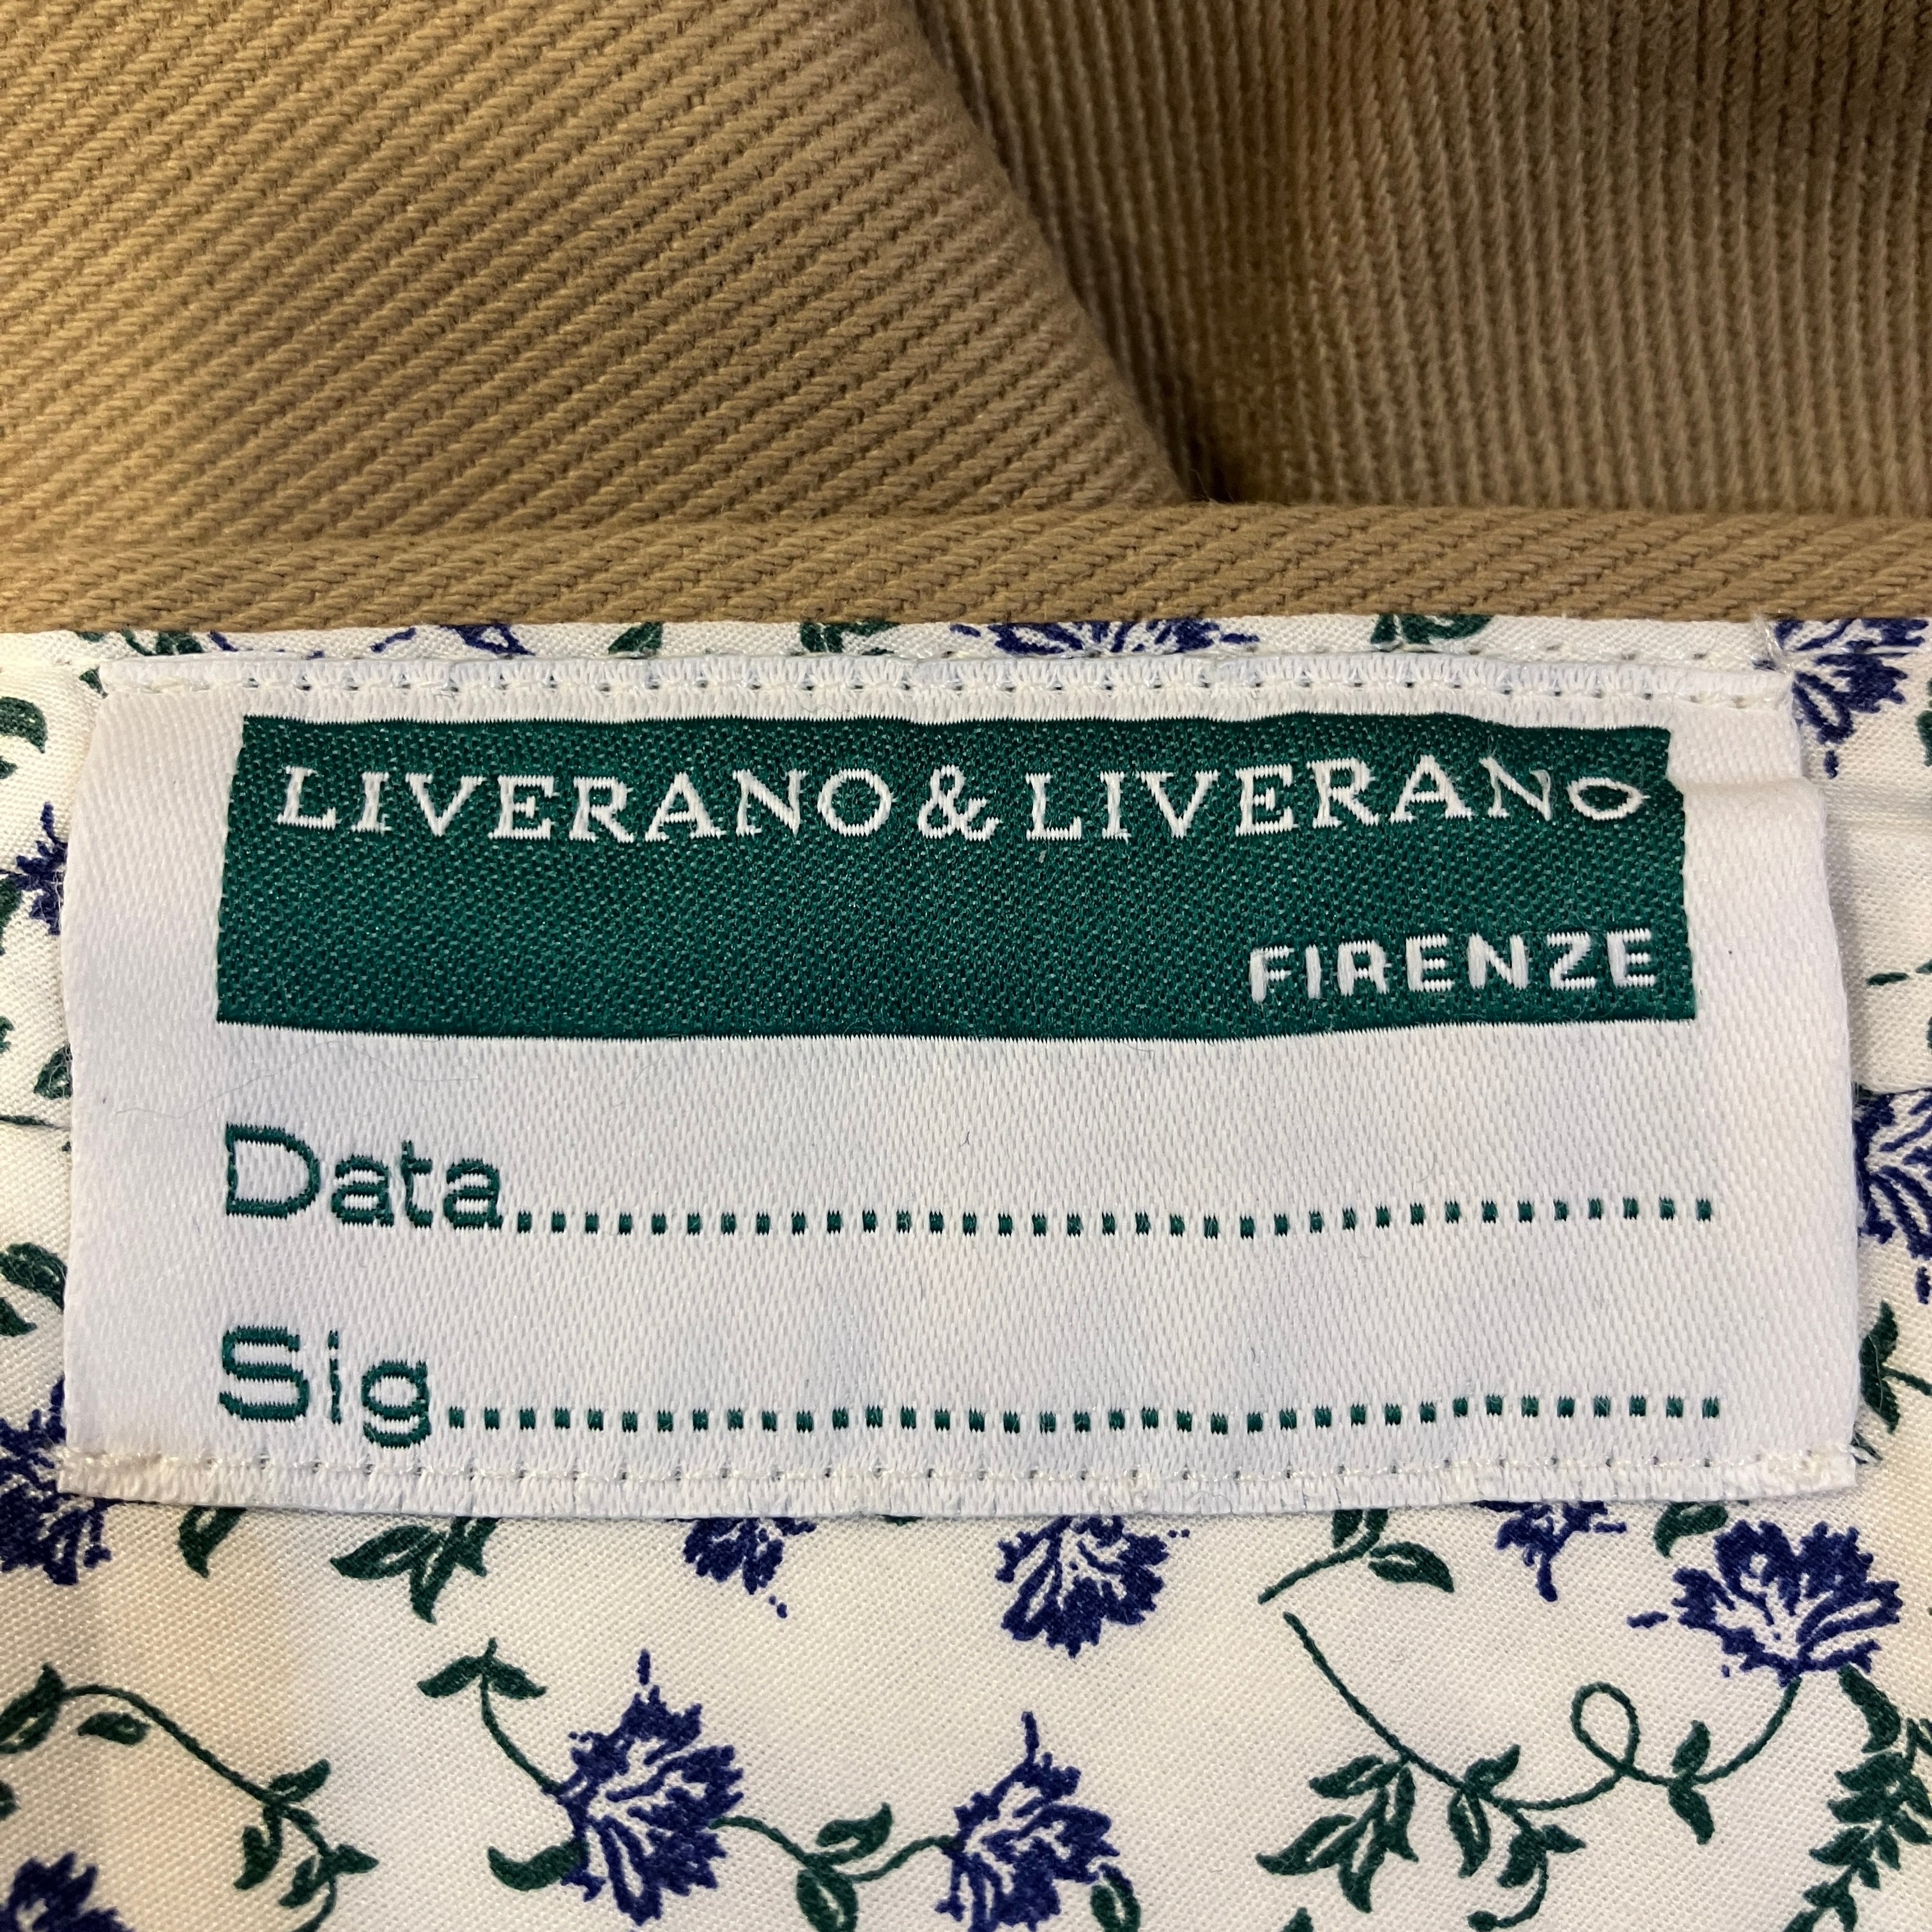 LIVERANO & LIVERANO
FIRENZE
Data...................................
Sig.....................................